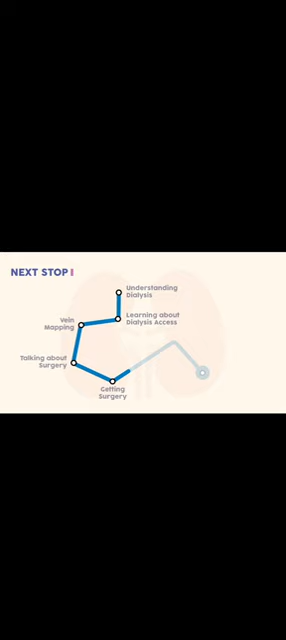 NEXT STOP
Understanding
Dialysis
Learning about
Dialysis Access
Vein
Mapping
Talking about
Surgery
Getting
Surgery